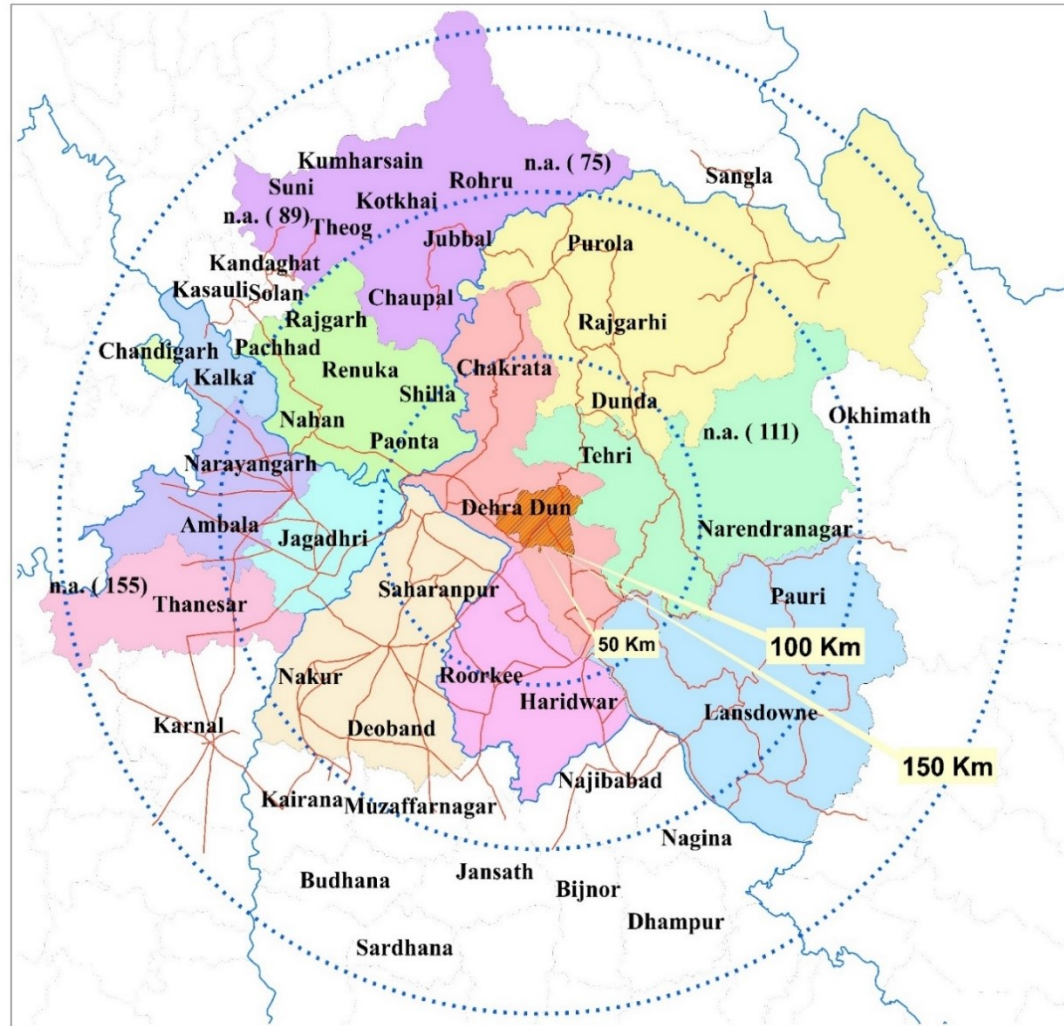 Kumharsain
n.a. ( 75)
Rohru
Sangla
Suni
Kotkhai
n.a. ( 89)
Theog
Jubbal
Purola
Kandaghat
Kasauli
Solan
Chaupal
Rajgarh
Rajgarhi
Chandigarh
Pachhad
Kalka
Renuka
Chakrata
Shilla
Dunda
Okhimath
Nahan
Paonta
n.a. ( 111)
Tehri
Narayangarh
Dehra Dun
Ambala
Jagadhri
Narendranagar
n.a. ( 155)
Thanesar
Saharanpur
Pauri
50 Km
100 Km
Nakur
Roorkee
Haridwar
Lansdowne
Karnal
Deoband
150 Km
Najibabad
Kairana
Muzaffarnagar
Nagina
Jansath
Budhana
Bijnor
Dhampur
Sardhana